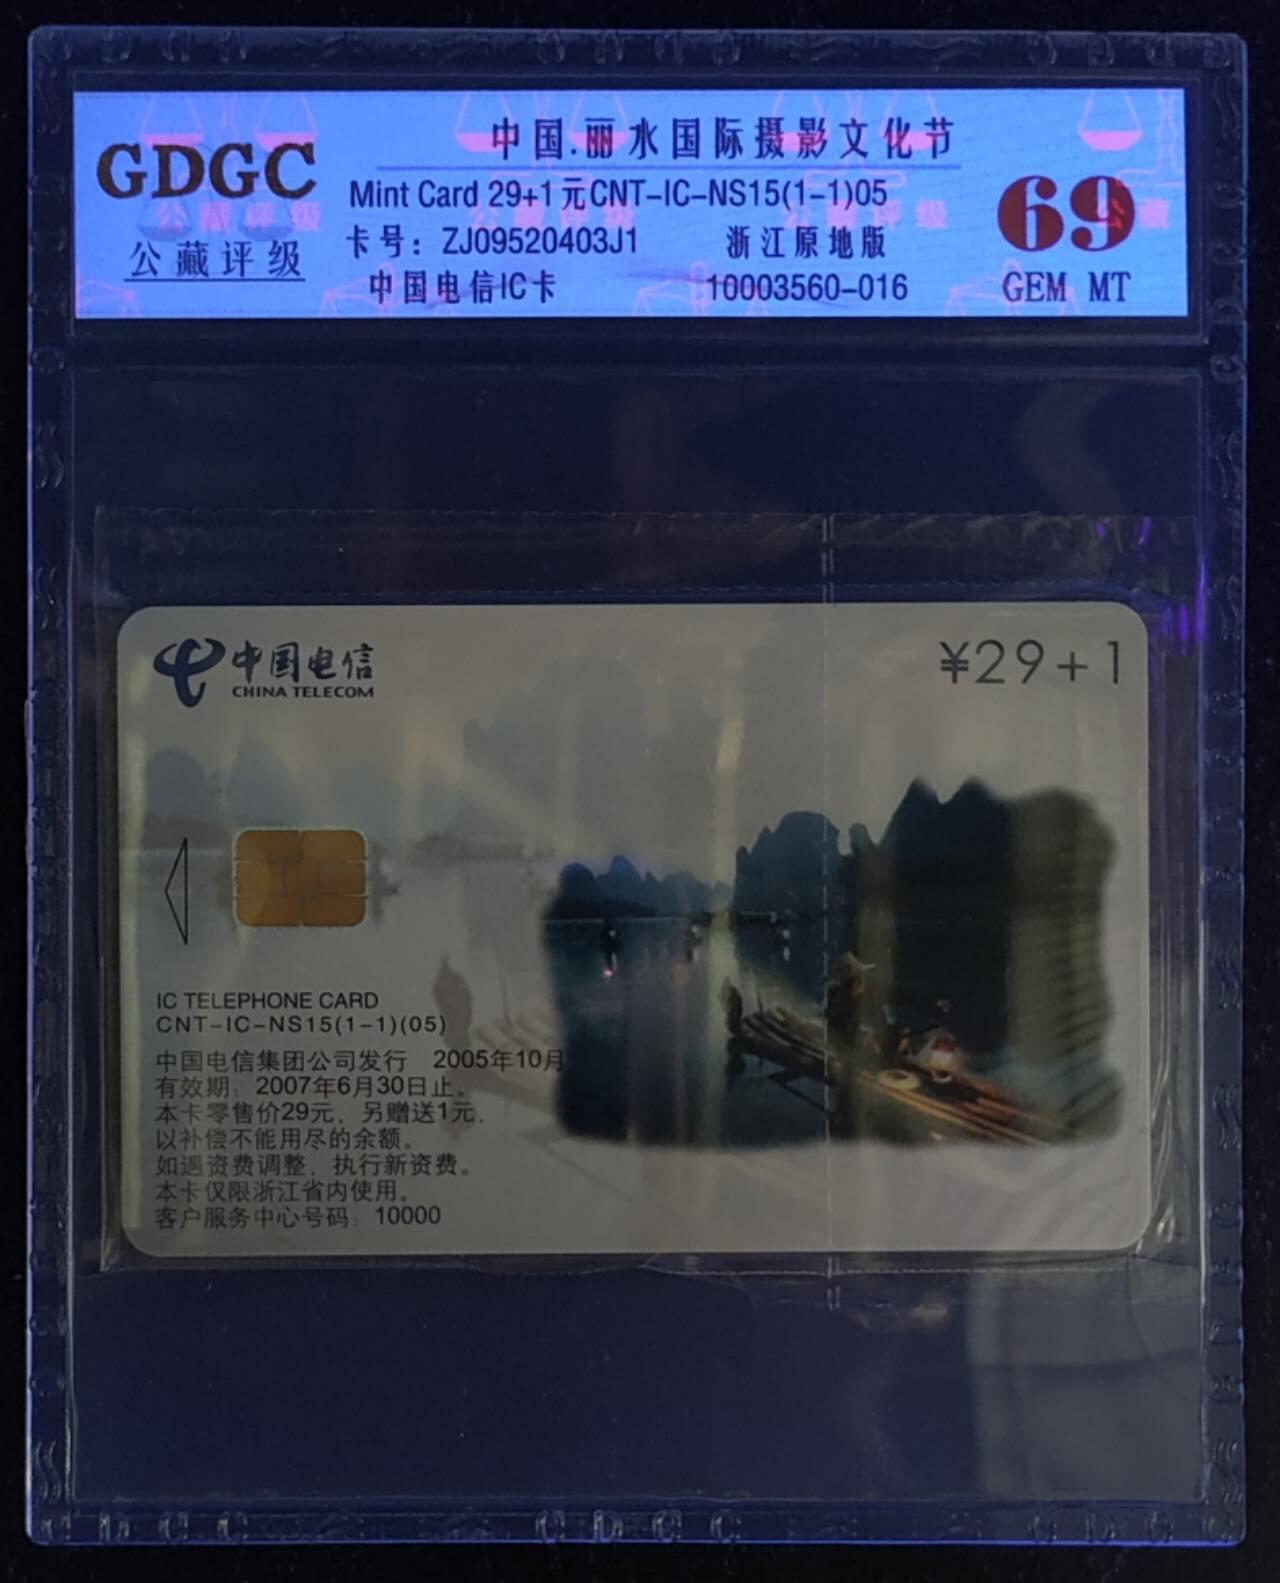 GDGC
公藏评级
中国.丽水国际摄影文化节
Mint Card 29+1元CNT-IC-NS15(1-1)05
卡号：ZJ09520403J1 浙江原地版
中国电信IC卡 10003560-016
69
GEM MT
中国电信
CHINA TELECOM
¥29+1
IC TELEPHONE CARD
CNT-IC-NS15(1-1)(05)
中国电信集团公司发行 2005年10月
有效期：2007年6月30日止。
本卡零售价29元，另赠送1元，
以补偿不能用尽的余额。
如遇资费调整，执行新资费。
本卡仅限浙江省内使用。
客户服务中心号码：10000